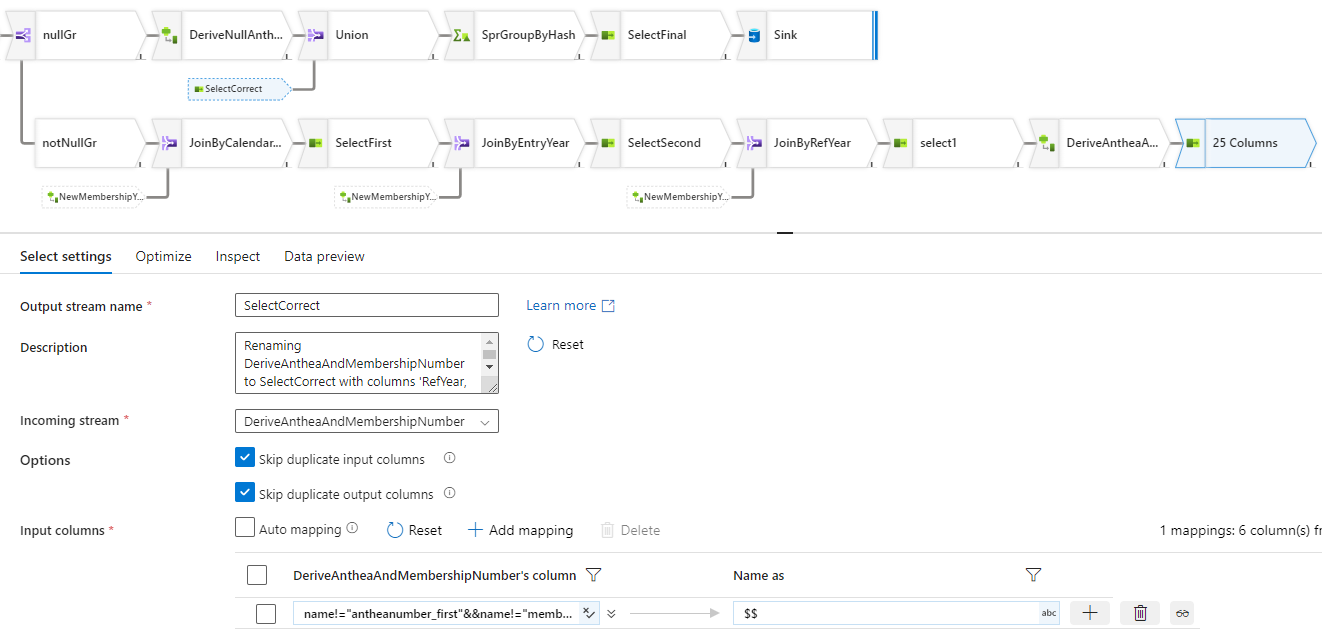 nullGr
DeriveNullAnth...
Union
SprGroupByHash
SelectFinal
Sink
SelectCorrect
notNullGr
JoinByCalendar...
SelectFirst
JoinByEntryYear
SelectSecond
JoinByRefYear
select1
DeriveAntheaA...
25 Columns
NewMembershipY...
NewMembershipY...
NewMembershipY...
Select settings
Optimize
Inspect
Data preview
Output stream name *
SelectCorrect
Learn more
Description
Renaming
DeriveAntheaAndMembershipNumber
to SelectCorrect with columns 'RefYear,
Reset
Incoming stream *
DeriveAntheaAndMembershipNumber
Options
Skip duplicate input columns
Skip duplicate output columns
Input columns *
Auto mapping
Reset
Add mapping
Delete
1 mappings: 6 column(s) fr
DeriveAntheaAndMembershipNumber's column
Name as
name!="antheanumber_first"&&name!="memb...
$$
abc